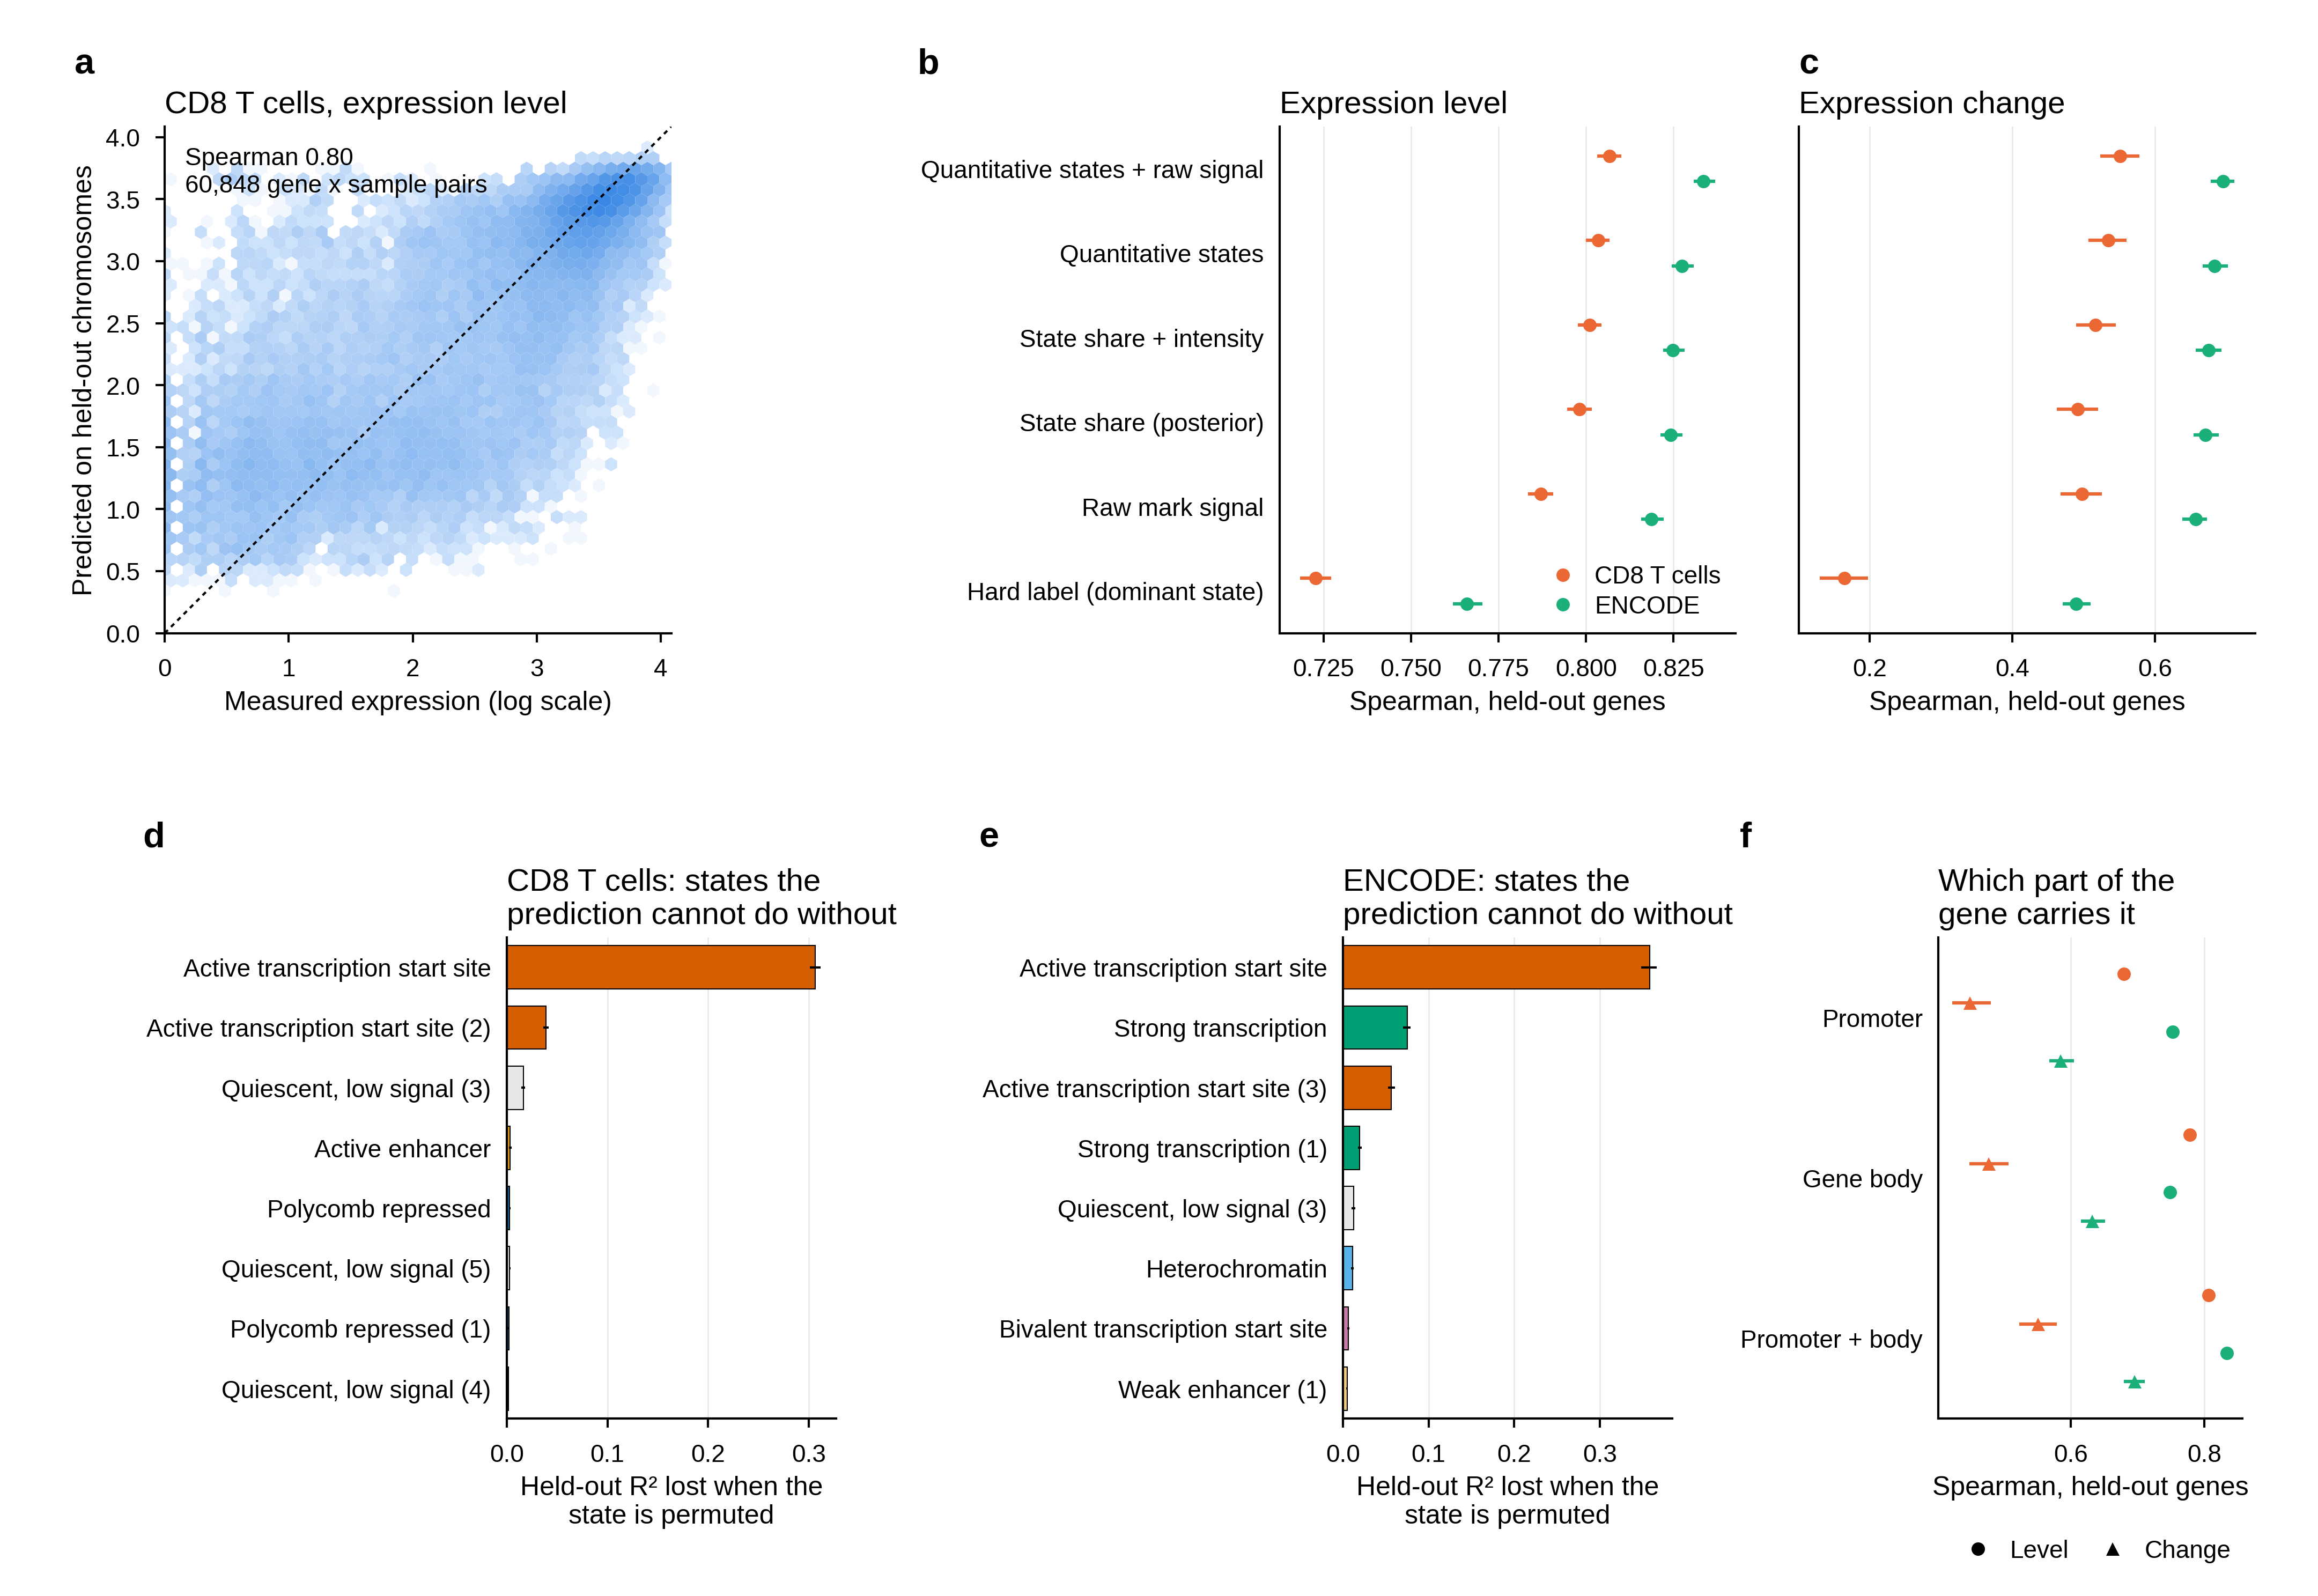 a
CD8 T cells, expression level
Spearman 0.80
60,848 gene x sample pairs
Predicted on held-out chromosomes
4.0
3.5
3.0
2.5
2.0
1.5
1.0
0.5
0.0
0
1
2
3
4
Measured expression (log scale)
b
Expression level
Quantitative states + raw signal
Quantitative states
State share + intensity
State share (posterior)
Raw mark signal
Hard label (dominant state)
CD8 T cells
ENCODE
0.725
0.750
0.775
0.800
0.825
Spearman, held-out genes
c
Expression change
0.2
0.4
0.6
Spearman, held-out genes
d
CD8 T cells: states the
prediction cannot do without
Active transcription start site
Active transcription start site (2)
Quiescent, low signal (3)
Active enhancer
Polycomb repressed
Quiescent, low signal (5)
Polycomb repressed (1)
Quiescent, low signal (4)
0.0
0.1
0.2
0.3
Held-out R² lost when the
state is permuted
e
ENCODE: states the
prediction cannot do without
Active transcription start site
Strong transcription
Active transcription start site (3)
Strong transcription (1)
Quiescent, low signal (3)
Heterochromatin
Bivalent transcription start site
Weak enhancer (1)
0.0
0.1
0.2
0.3
Held-out R² lost when the
state is permuted
f
Which part of the
gene carries it
Promoter
Gene body
Promoter + body
0.6
0.8
Spearman, held-out genes
Level
Change